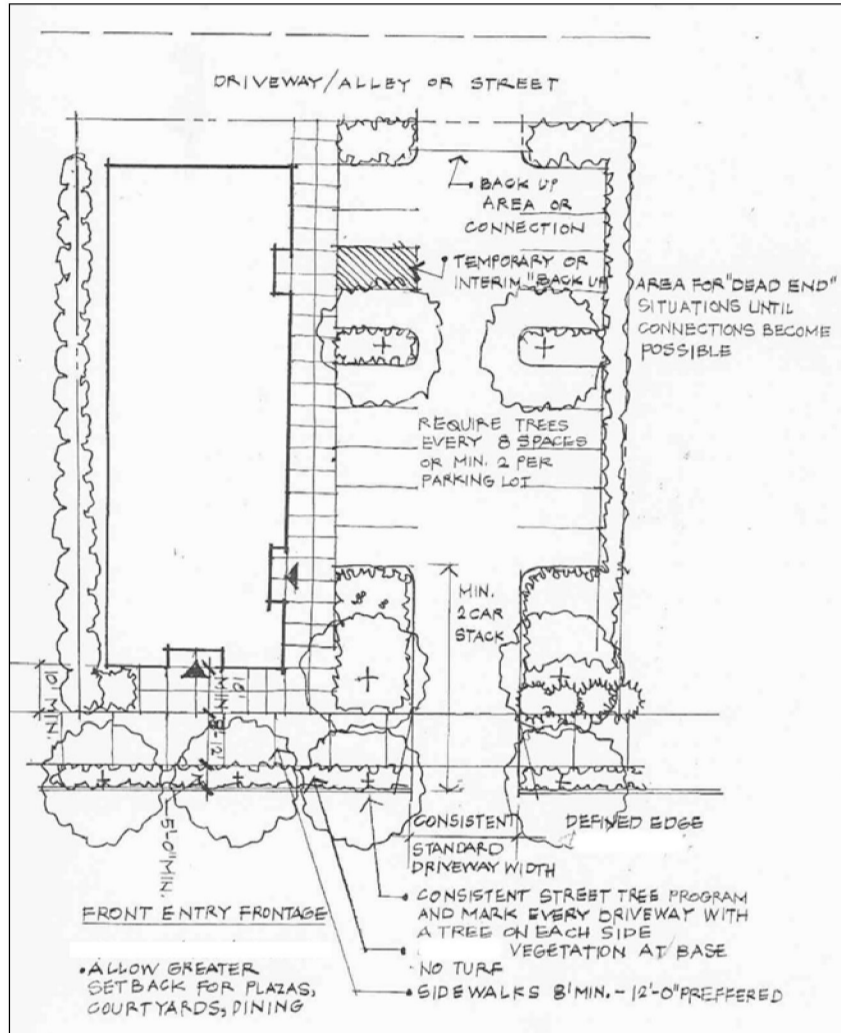 DRIVEWAY/ALLEY OR STREET
BACK UP
AREA OR
CONNECTION
TEMPORARY OR
INTERIM "BACK UP
AREA FOR "DEAD END"
SITUATIONS UNTIL
CONNECTIONS BECOME
POSSIBLE
REQUIRE TREES
EVERY 8 SPACES
OR MIN. 2 PER
PARKING LOT
MIN.
2 CAR
STACK
10' MIN.
10'
MIN. 8'-12'
5'-0" MIN.
CONSISTENT
STANDARD
DRIVEWAY WIDTH
DEFINED EDGE
• CONSISTENT STREET TREE PROGRAM
AND MARK EVERY DRIVEWAY WITH
A TREE ON EACH SIDE
VEGETATION AT BASE
NO TURF
• SIDEWALKS 8' MIN. - 12'-0" PREFFERED
FRONT ENTRY FRONTAGE
• ALLOW GREATER
SETBACK FOR PLAZAS,
COURTYARDS, DINING